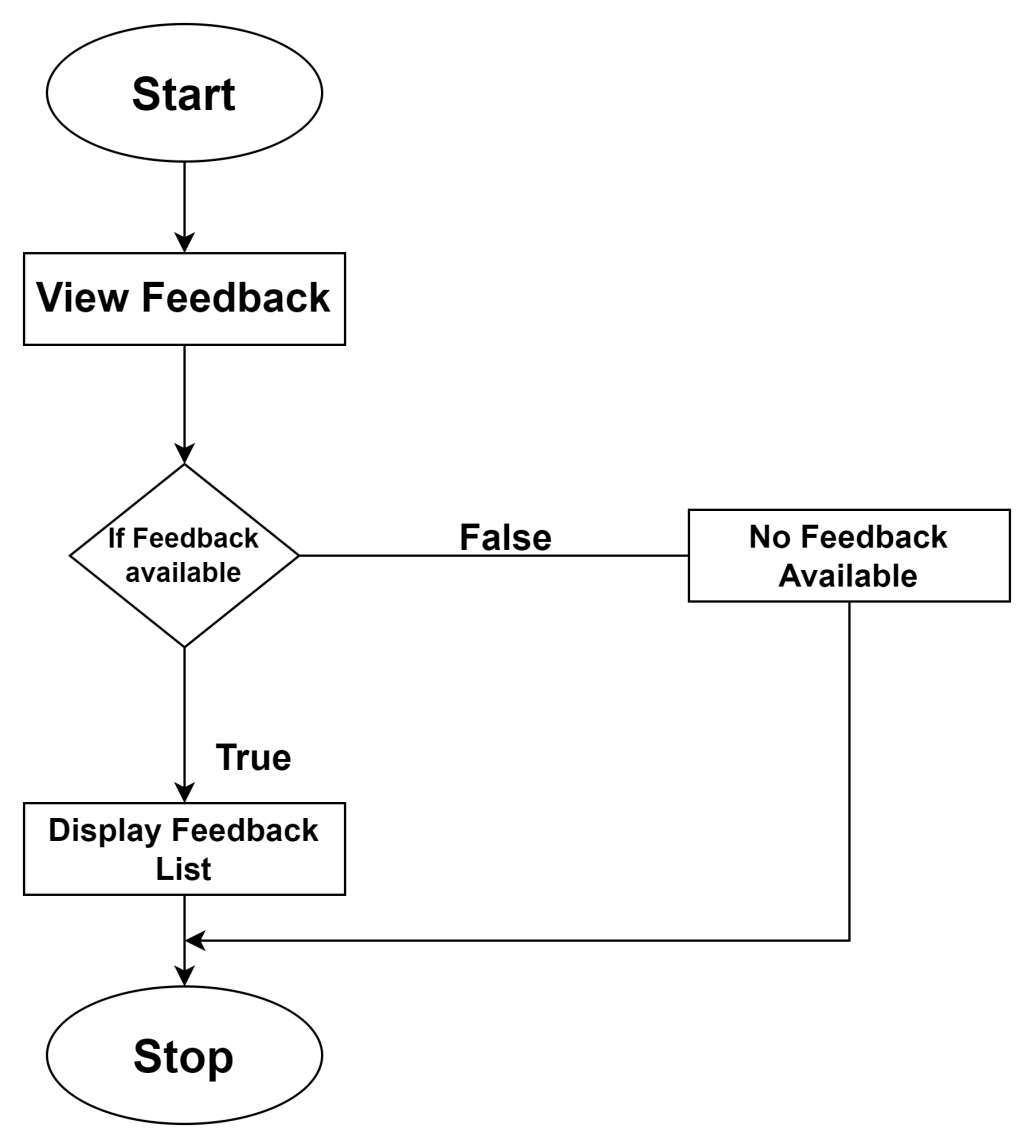 Start
View Feedback
If Feedback
available
False
No Feedback
Available
True
Display Feedback
List
Stop